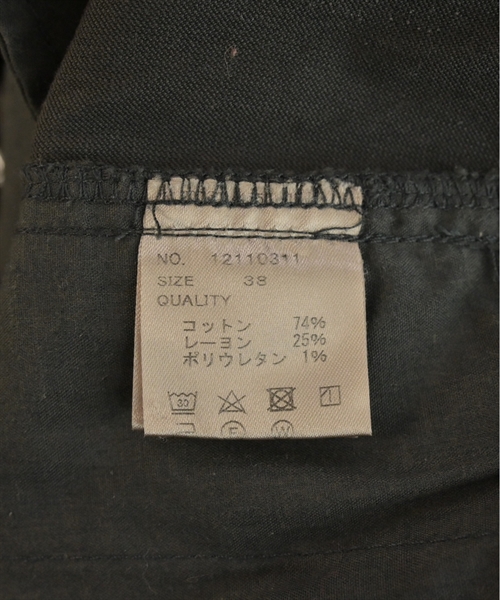 NO. 12110311
SIZE 38
QUALITY
コットン 74%
レーヨン 25%
ポリウレタン 1%
30